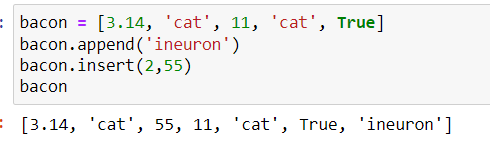 bacon = [3.14, 'cat', 11, 'cat', True]
bacon.append('ineuron')
bacon.insert(2,55)
bacon
[3.14, 'cat', 55, 11, 'cat', True, 'ineuron']